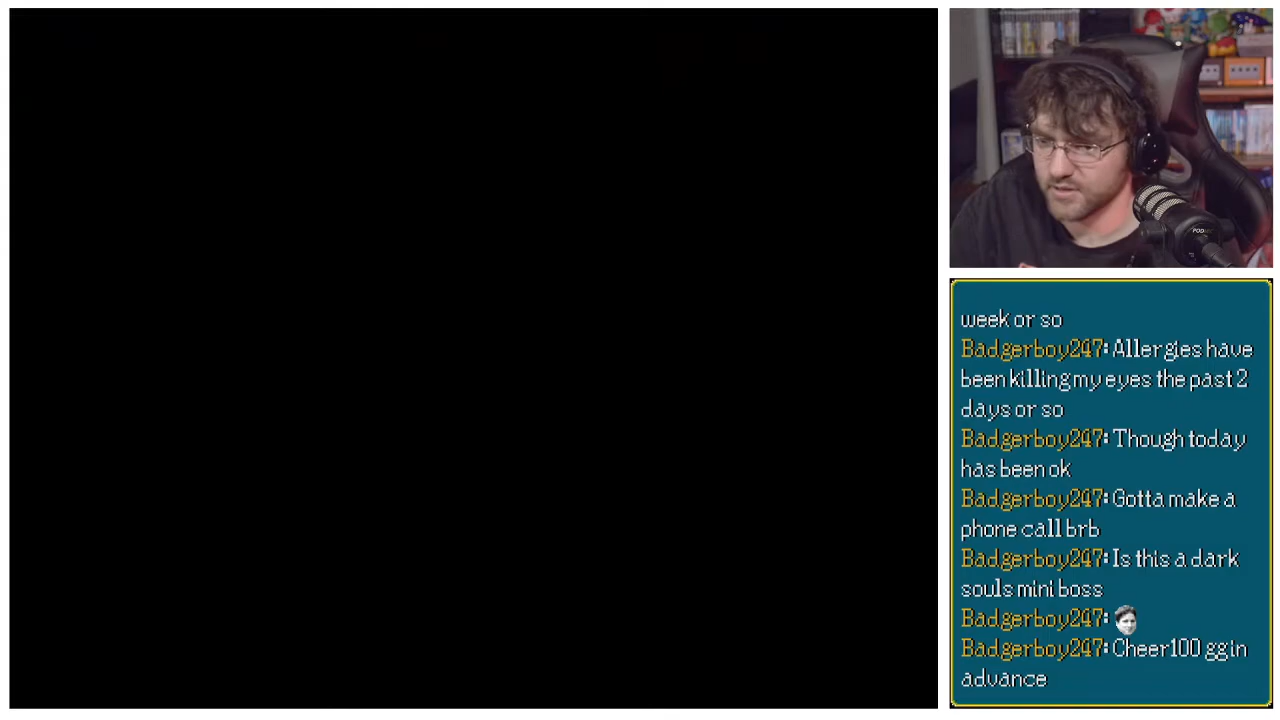 PODMIC
week or so
Badgerboy247: Allergies have
been killing my eyes the past 2
days or so
Badgerboy247: Though today
has been ok
Badgerboy247: Gotta make a
phone call brb
Badgerboy247: Is this a dark
souls mini boss
Badgerboy247:
Badgerboy247: Cheer100 gg in
advance